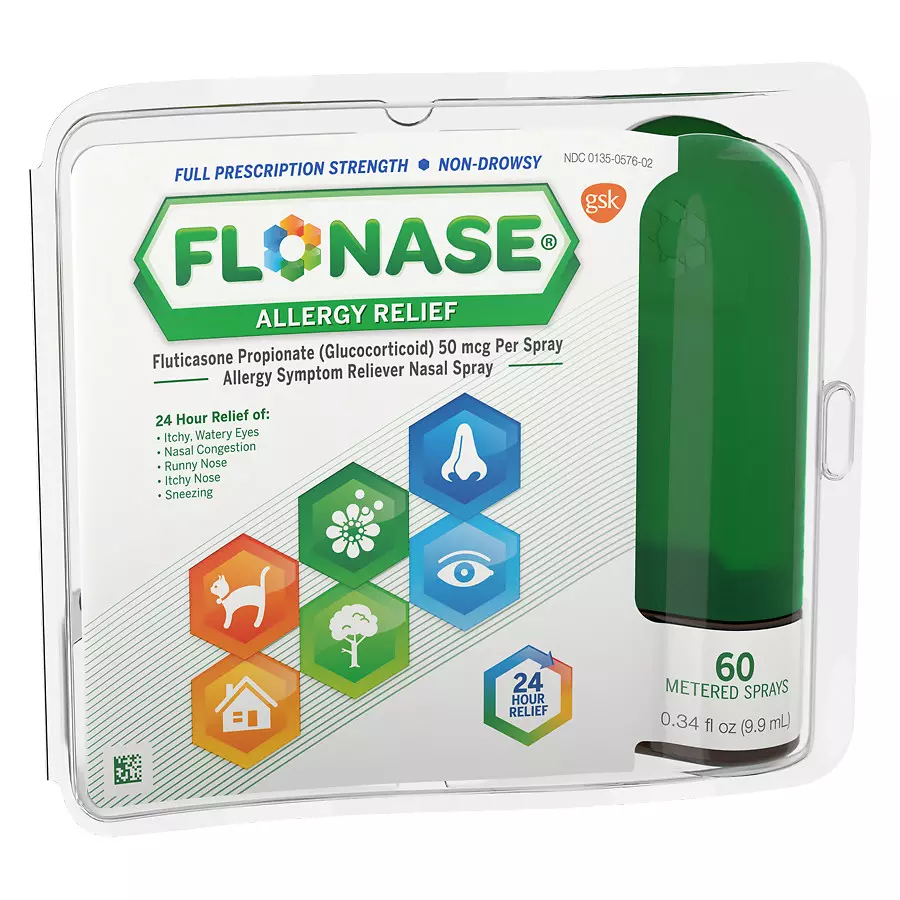 FULL PRESCRIPTION STRENGTH ⬢ NON-DROWSY
NDC 0135-0576-02
gsk
FLONASE®
ALLERGY RELIEF
Fluticasone Propionate (Glucocorticoid) 50 mcg Per Spray
Allergy Symptom Reliever Nasal Spray
24 Hour Relief of:
• Itchy, Watery Eyes
• Nasal Congestion
• Runny Nose
• Itchy Nose
• Sneezing
24
HOUR
RELIEF
60
METERED SPRAYS
0.34 fl oz (9.9 mL)